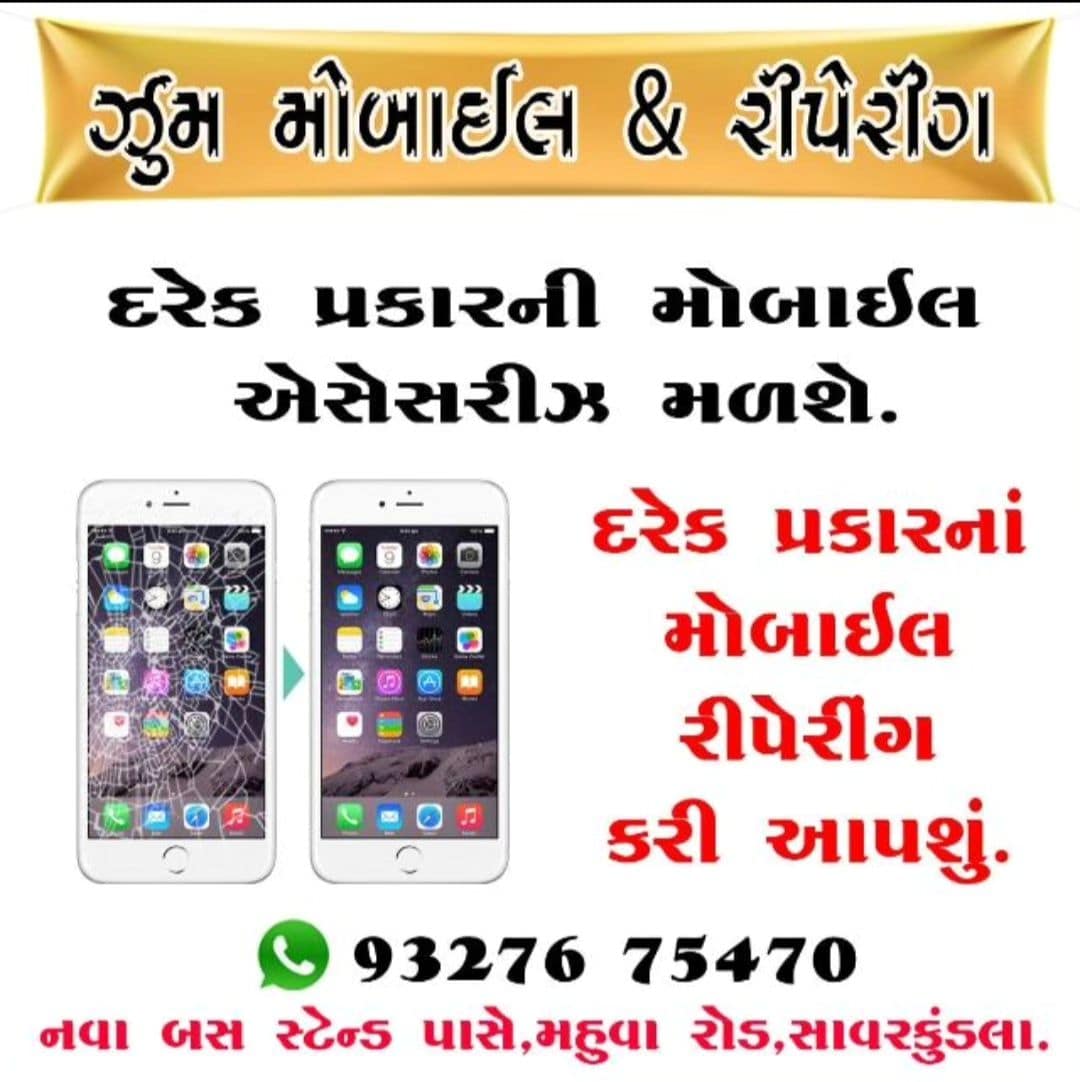 ઝુમ મોબાઈલ & રીપેરીંગ
દરેક પ્રકારની મોબાઈલ
એસેસરીઝ મળશે.
દરેક પ્રકારનાં
મોબાઈલ
રીપેરીંગ
કરી આપશું.
93276 75470
નવા બસ સ્ટેન્ડ પાસે,મહુવા રોડ,સાવરકુંડલા.